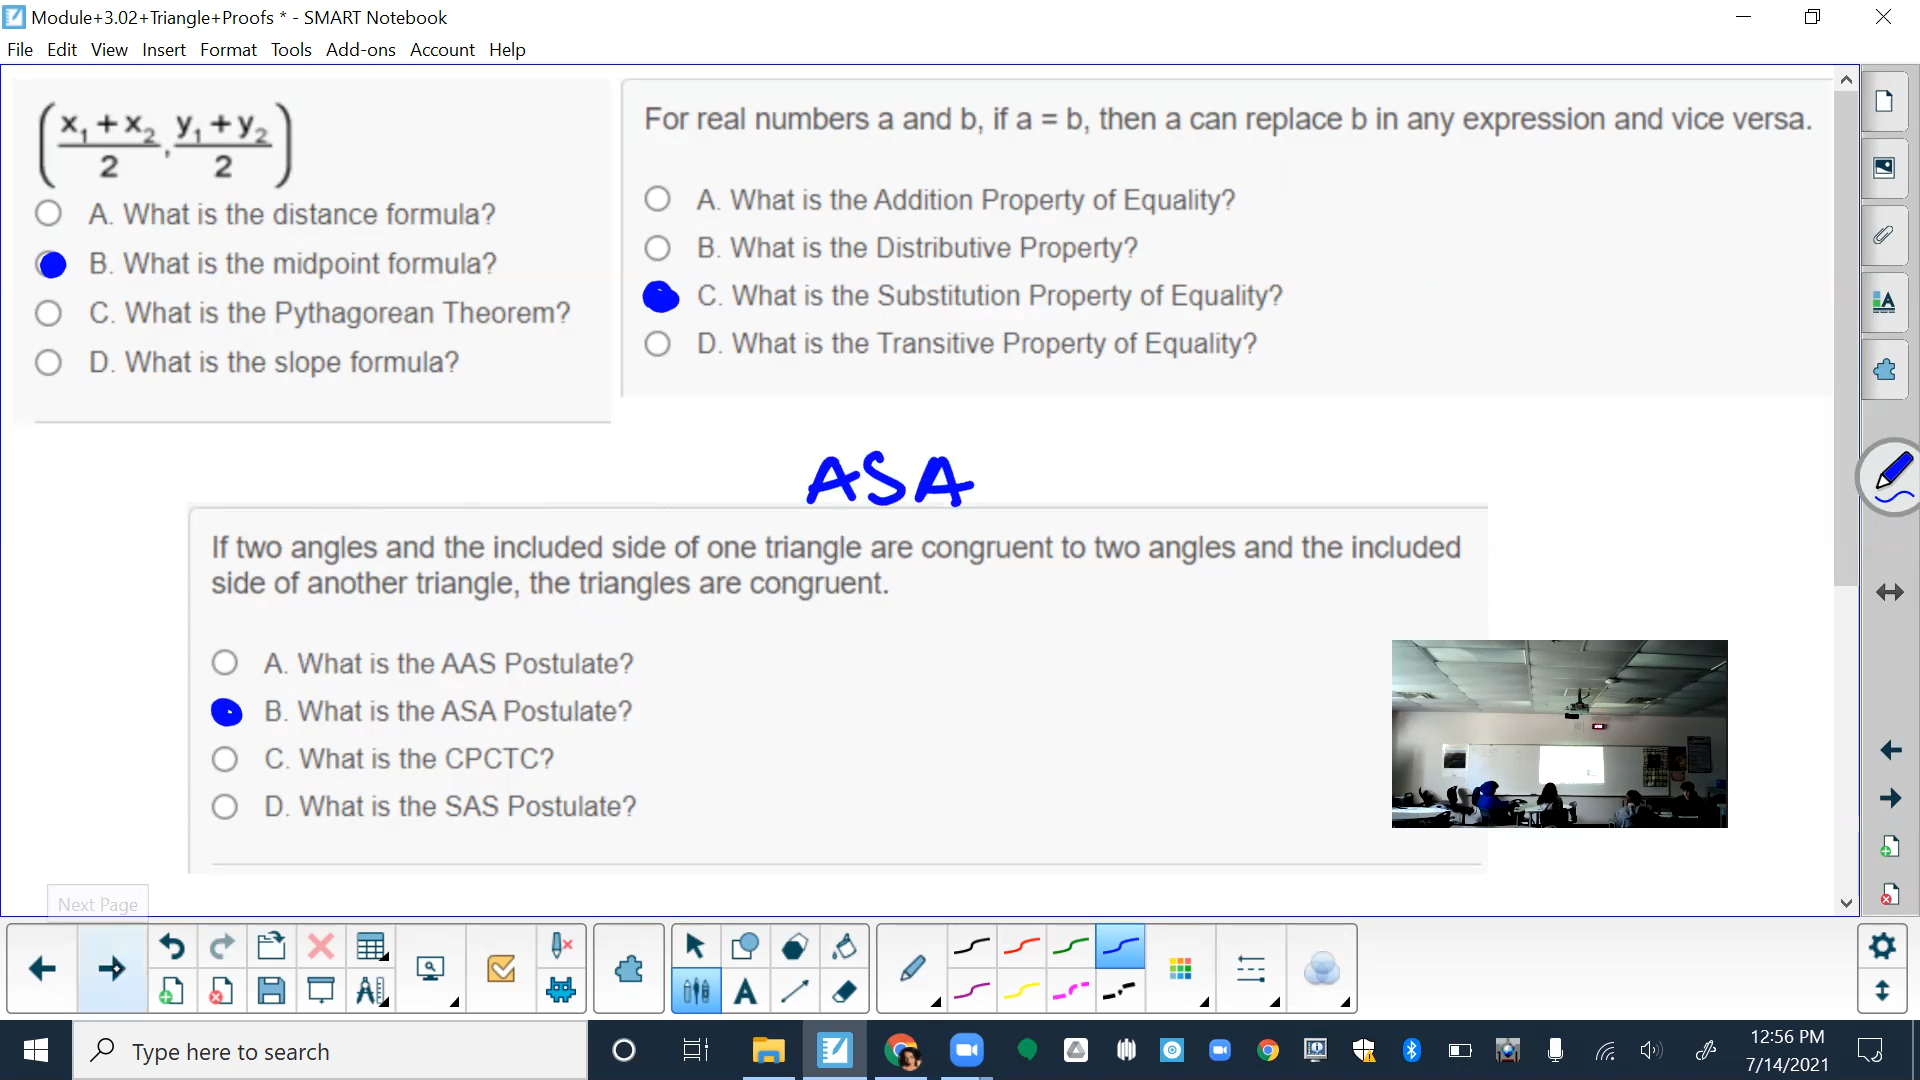 Module+3.02+Triangle+Proofs * - SMART Notebook
File Edit View Insert Format Tools Add-ons Account Help
(x₁+x₂/2, y₁+y₂/2)
A. What is the distance formula?
B. What is the midpoint formula?
C. What is the Pythagorean Theorem?
D. What is the slope formula?
For real numbers a and b, if a = b, then a can replace b in any expression and vice versa.
A. What is the Addition Property of Equality?
B. What is the Distributive Property?
C. What is the Substitution Property of Equality?
D. What is the Transitive Property of Equality?
ASA
If two angles and the included side of one triangle are congruent to two angles and the included
side of another triangle, the triangles are congruent.
A. What is the AAS Postulate?
B. What is the ASA Postulate?
C. What is the CPCTC?
D. What is the SAS Postulate?
Next Page
Type here to search
12:56 PM
7/14/2021